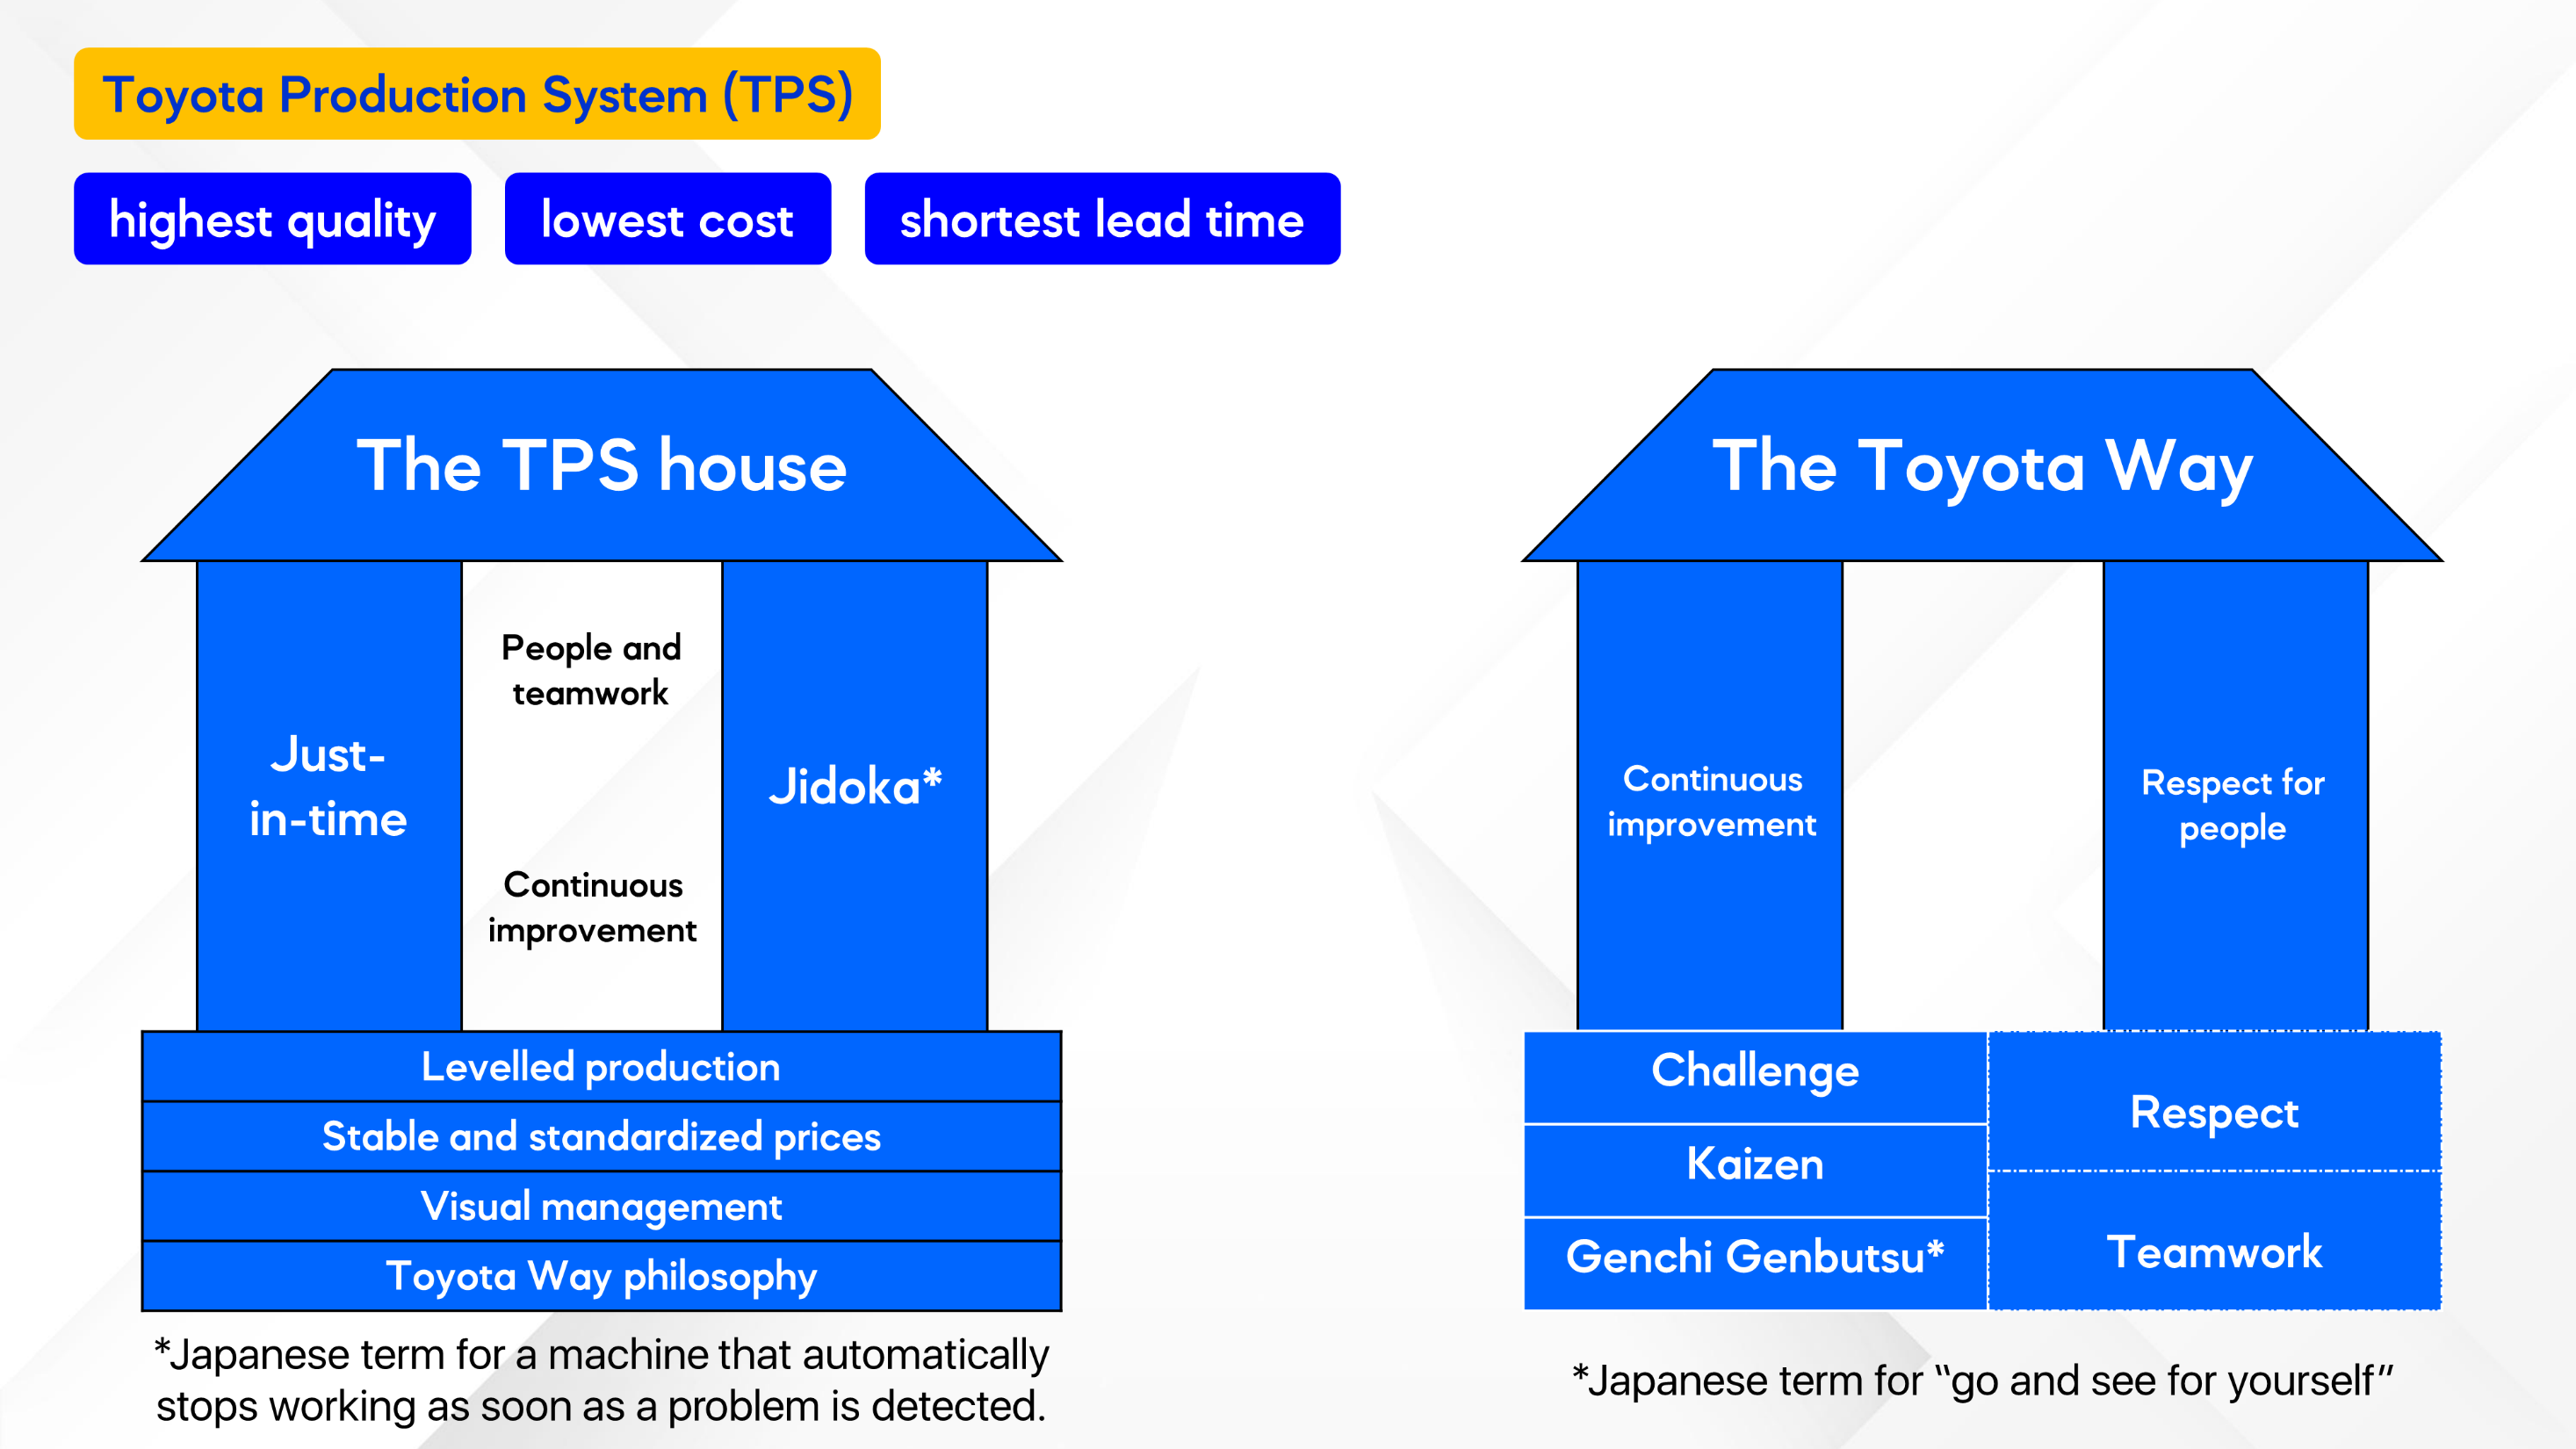 Toyota Production System (TPS)
highest quality
lowest cost
shortest lead time
The TPS house
Just-
in-time
People and
teamwork
Continuous
improvement
Jidoka*
Levelled production
Stable and standardized prices
Visual management
Toyota Way philosophy
*Japanese term for a machine that automatically
stops working as soon as a problem is detected.
The Toyota Way
Continuous
improvement
Respect for
people
Challenge
Kaizen
Genchi Genbutsu*
Respect
Teamwork
*Japanese term for “go and see for yourself”